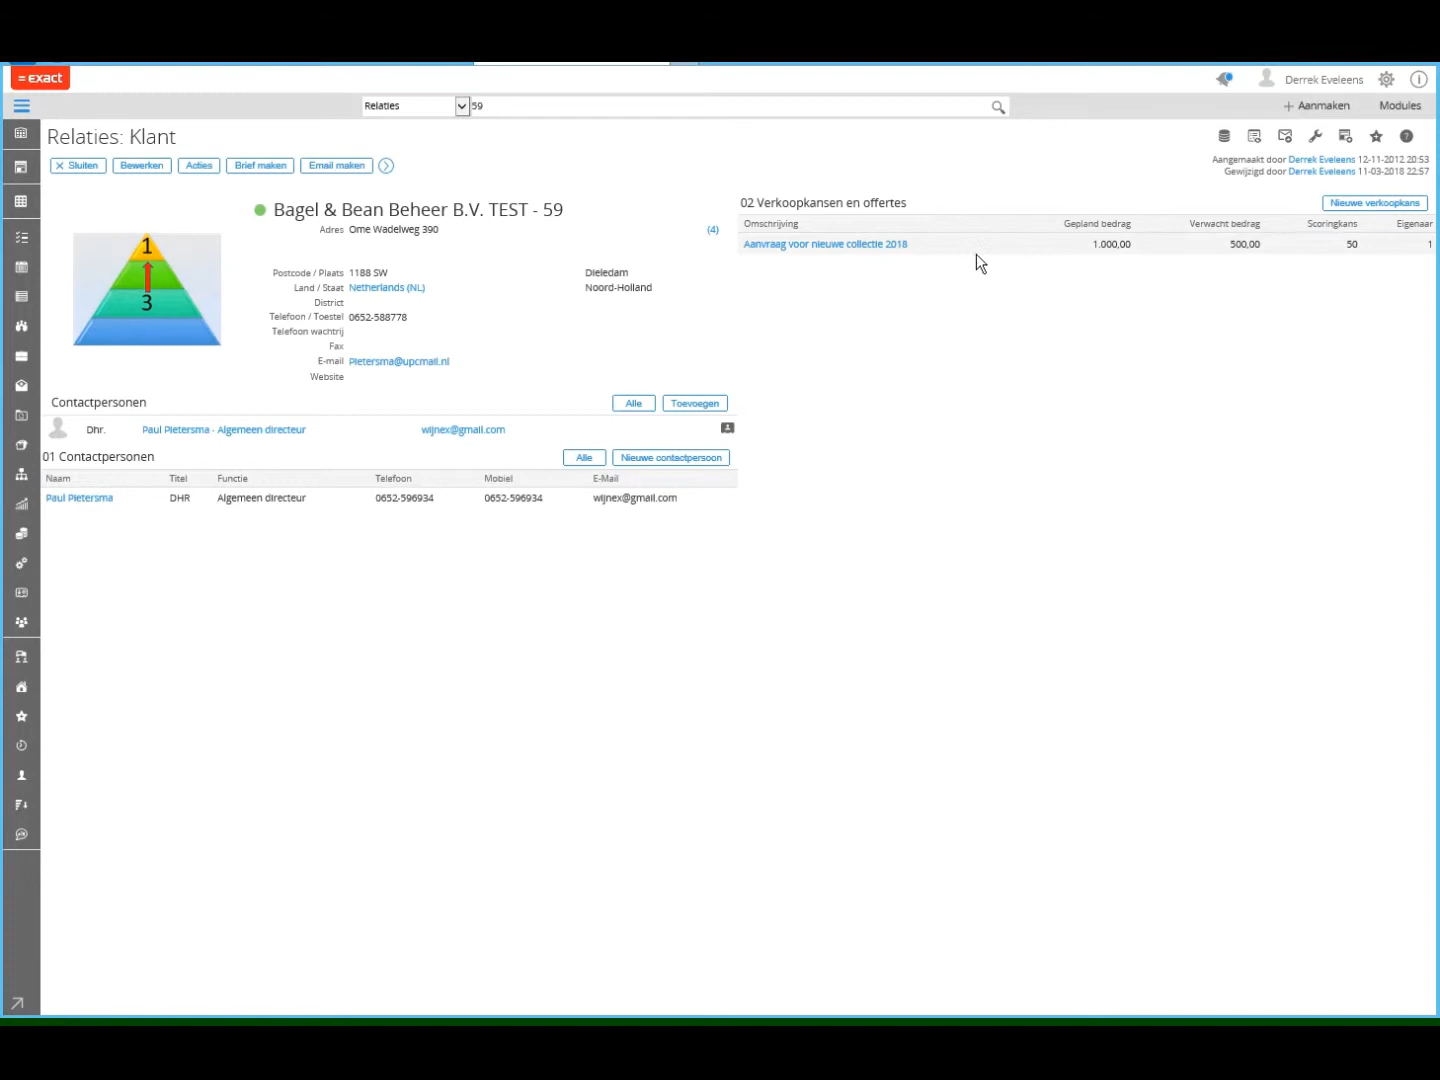 = exact
Derrek Eveleens
Relaties 59
+ Aanmaken Modules
Relaties: Klant
× Sluiten Bewerken Acties Brief maken Email maken
Aangemaakt door Derrek Eveleens 12-11-2012 20:53
Gewijzigd door Derrek Eveleens 11-03-2018 22:57
1
3
Bagel & Bean Beheer B.V. TEST - 59
Adres Ome Wadelweg 390 (4)
Postcode / Plaats 1188 SW Dieledam
Land / Staat Netherlands (NL) Noord-Holland
District
Telefoon / Toestel 0652-588778
Telefoon wachtrij
Fax
E-mail Pietersma@upcmail.nl
Website
Contactpersonen Alle Toevoegen
Dhr. Paul Pietersma - Algemeen directeur wijnex@gmail.com
01 Contactpersonen Alle Nieuwe contactpersoon
Naam Titel Functie Telefoon Mobiel E-Mail
Paul Pietersma DHR Algemeen directeur 0652-596934 0652-596934 wijnex@gmail.com
02 Verkoopkansen en offertes Nieuwe verkoopkans
Omschrijving Gepland bedrag Verwacht bedrag Scoringkans Eigenaar
Aanvraag voor nieuwe collectie 2018 1.000,00 500,00 50 1